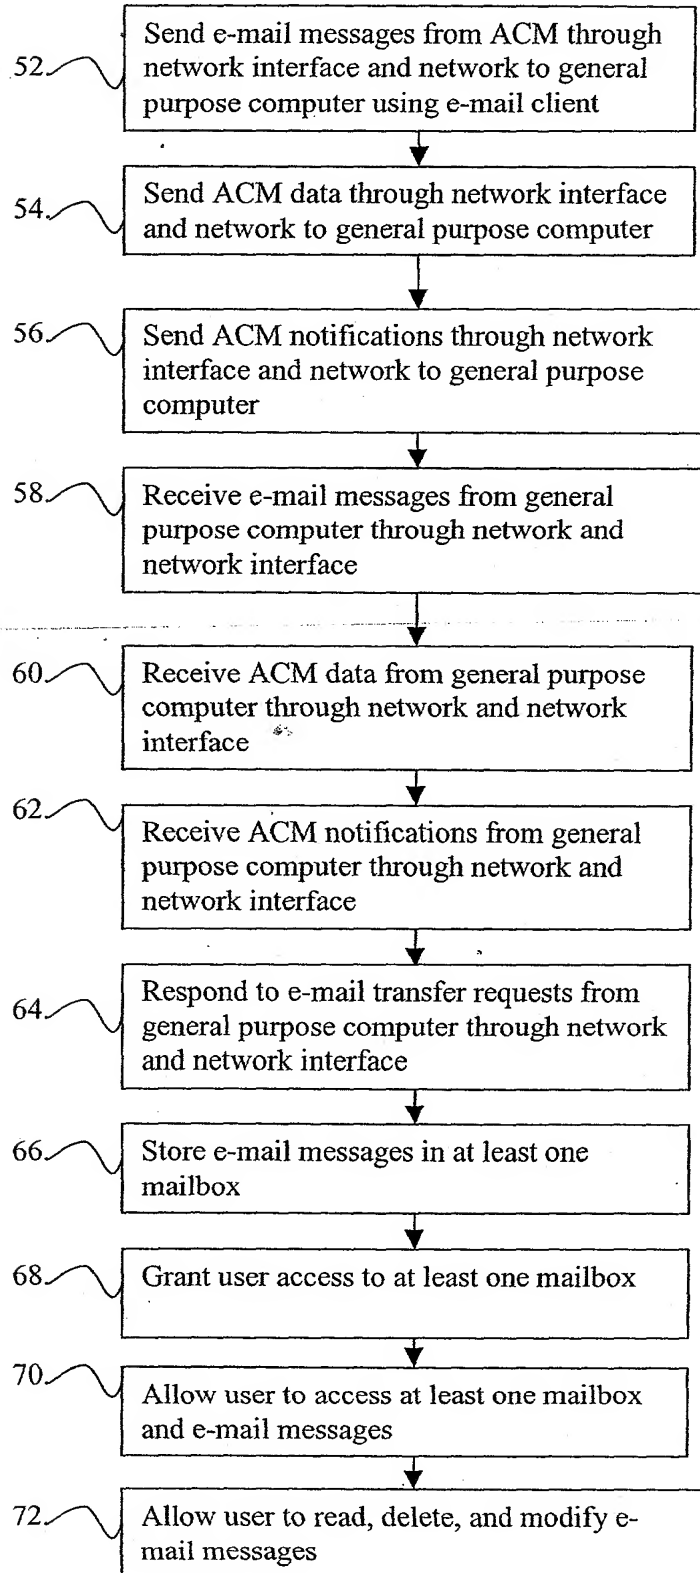 52. Send e-mail messages from ACM through
network interface and network to general
purpose computer using e-mail client
54. Send ACM data through network interface
and network to general purpose computer
56. Send ACM notifications through network
interface and network to general purpose
computer
58. Receive e-mail messages from general
purpose computer through network and
network interface
60. Receive ACM data from general purpose
computer through network and network
interface
62. Receive ACM notifications from general
purpose computer through network and
network interface
64. Respond to e-mail transfer requests from
general purpose computer through network
and network interface
66. Store e-mail messages in at least one
mailbox
68. Grant user access to at least one mailbox
70. Allow user to access at least one mailbox
and e-mail messages
72. Allow user to read, delete, and modify e-
mail messages